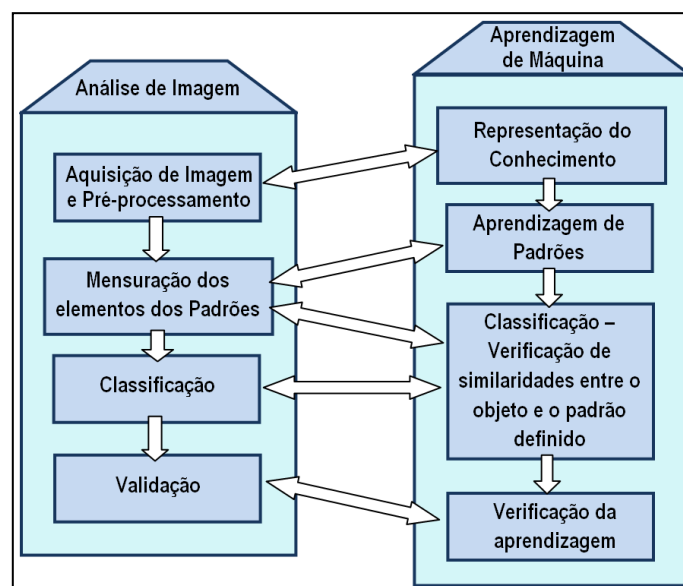 Análise de Imagem
Aquisição de Imagem
e Pré-processamento
Mensuração dos
elementos dos Padrões
Classificação
Validação
Aprendizagem
de Máquina
Representação do
Conhecimento
Aprendizagem de
Padrões
Classificação –
Verificação de
similaridades entre o
objeto e o padrão
definido
Verificação da
aprendizagem